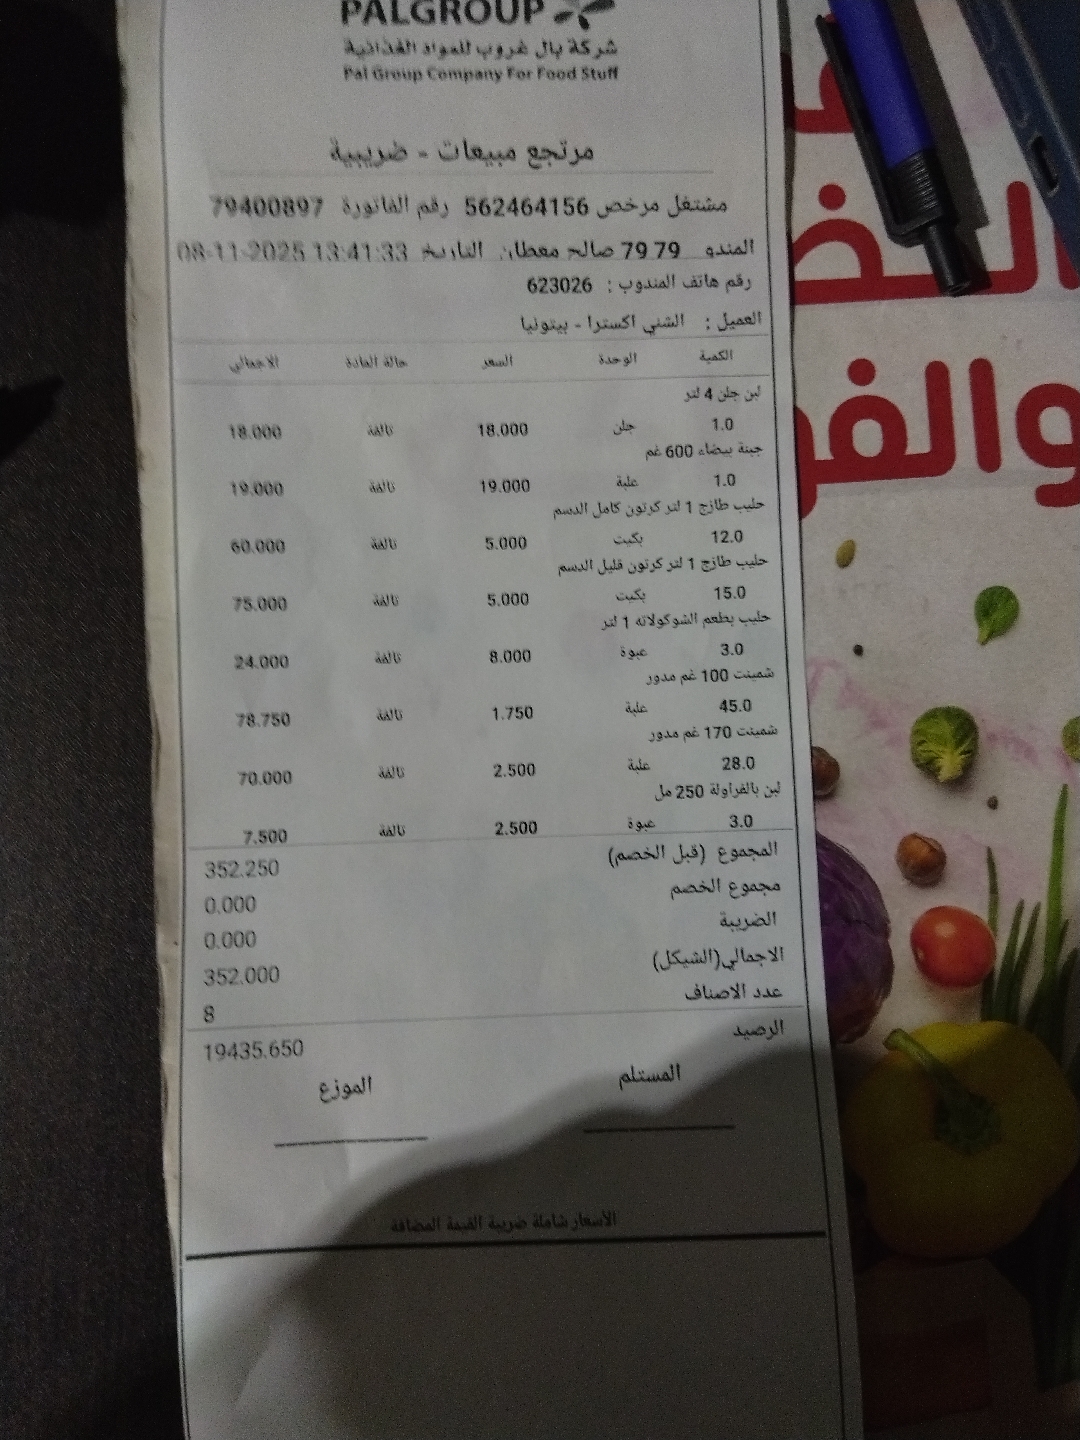 PALGROUP
شركة بال غروب للمواد الغذائية
Pal Group Company For Food Stuff
مرتجع مبيعات - ضريبية
مشتغل مرخص 562464156 رقم الفاتورة 79400897
المندو 79 79 صالح معطان التاريخ 08-11-2025 13:41:33
رقم هاتف المندوب : 623026
العميل : الشني اكسترا - بيتونيا
الكمية الوحدة السعر حالة المادة الاجمالي
لبن جلن 4 لتر
1.0 جلن 18.000 تالفة 18.000
جبنة بيضاء 600 غم
1.0 علبة 19.000 تالفة 19.000
حليب طازج 1 لتر كرتون كامل الدسم
12.0 بكيت 5.000 تالفة 60.000
حليب طازج 1 لتر كرتون قليل الدسم
15.0 بكيت 5.000 تالفة 75.000
حليب بطعم الشوكولاته 1 لتر
3.0 عبوة 8.000 تالفة 24.000
شمينت 100 غم مدور
45.0 علبة 1.750 تالفة 78.750
شمينت 170 غم مدور
28.0 علبة 2.500 تالفة 70.000
لبن بالفراولة 250 مل
3.0 عبوة 2.500 تالفة 7.500
المجموع (قبل الخصم) 352.250
مجموع الخصم 0.000
الضريبة 0.000
الاجمالي(الشيكل) 352.000
عدد الاصناف 8
الرصيد 19435.650
المستلم الموزع
الأسعار شاملة ضريبة القيمة المضافة